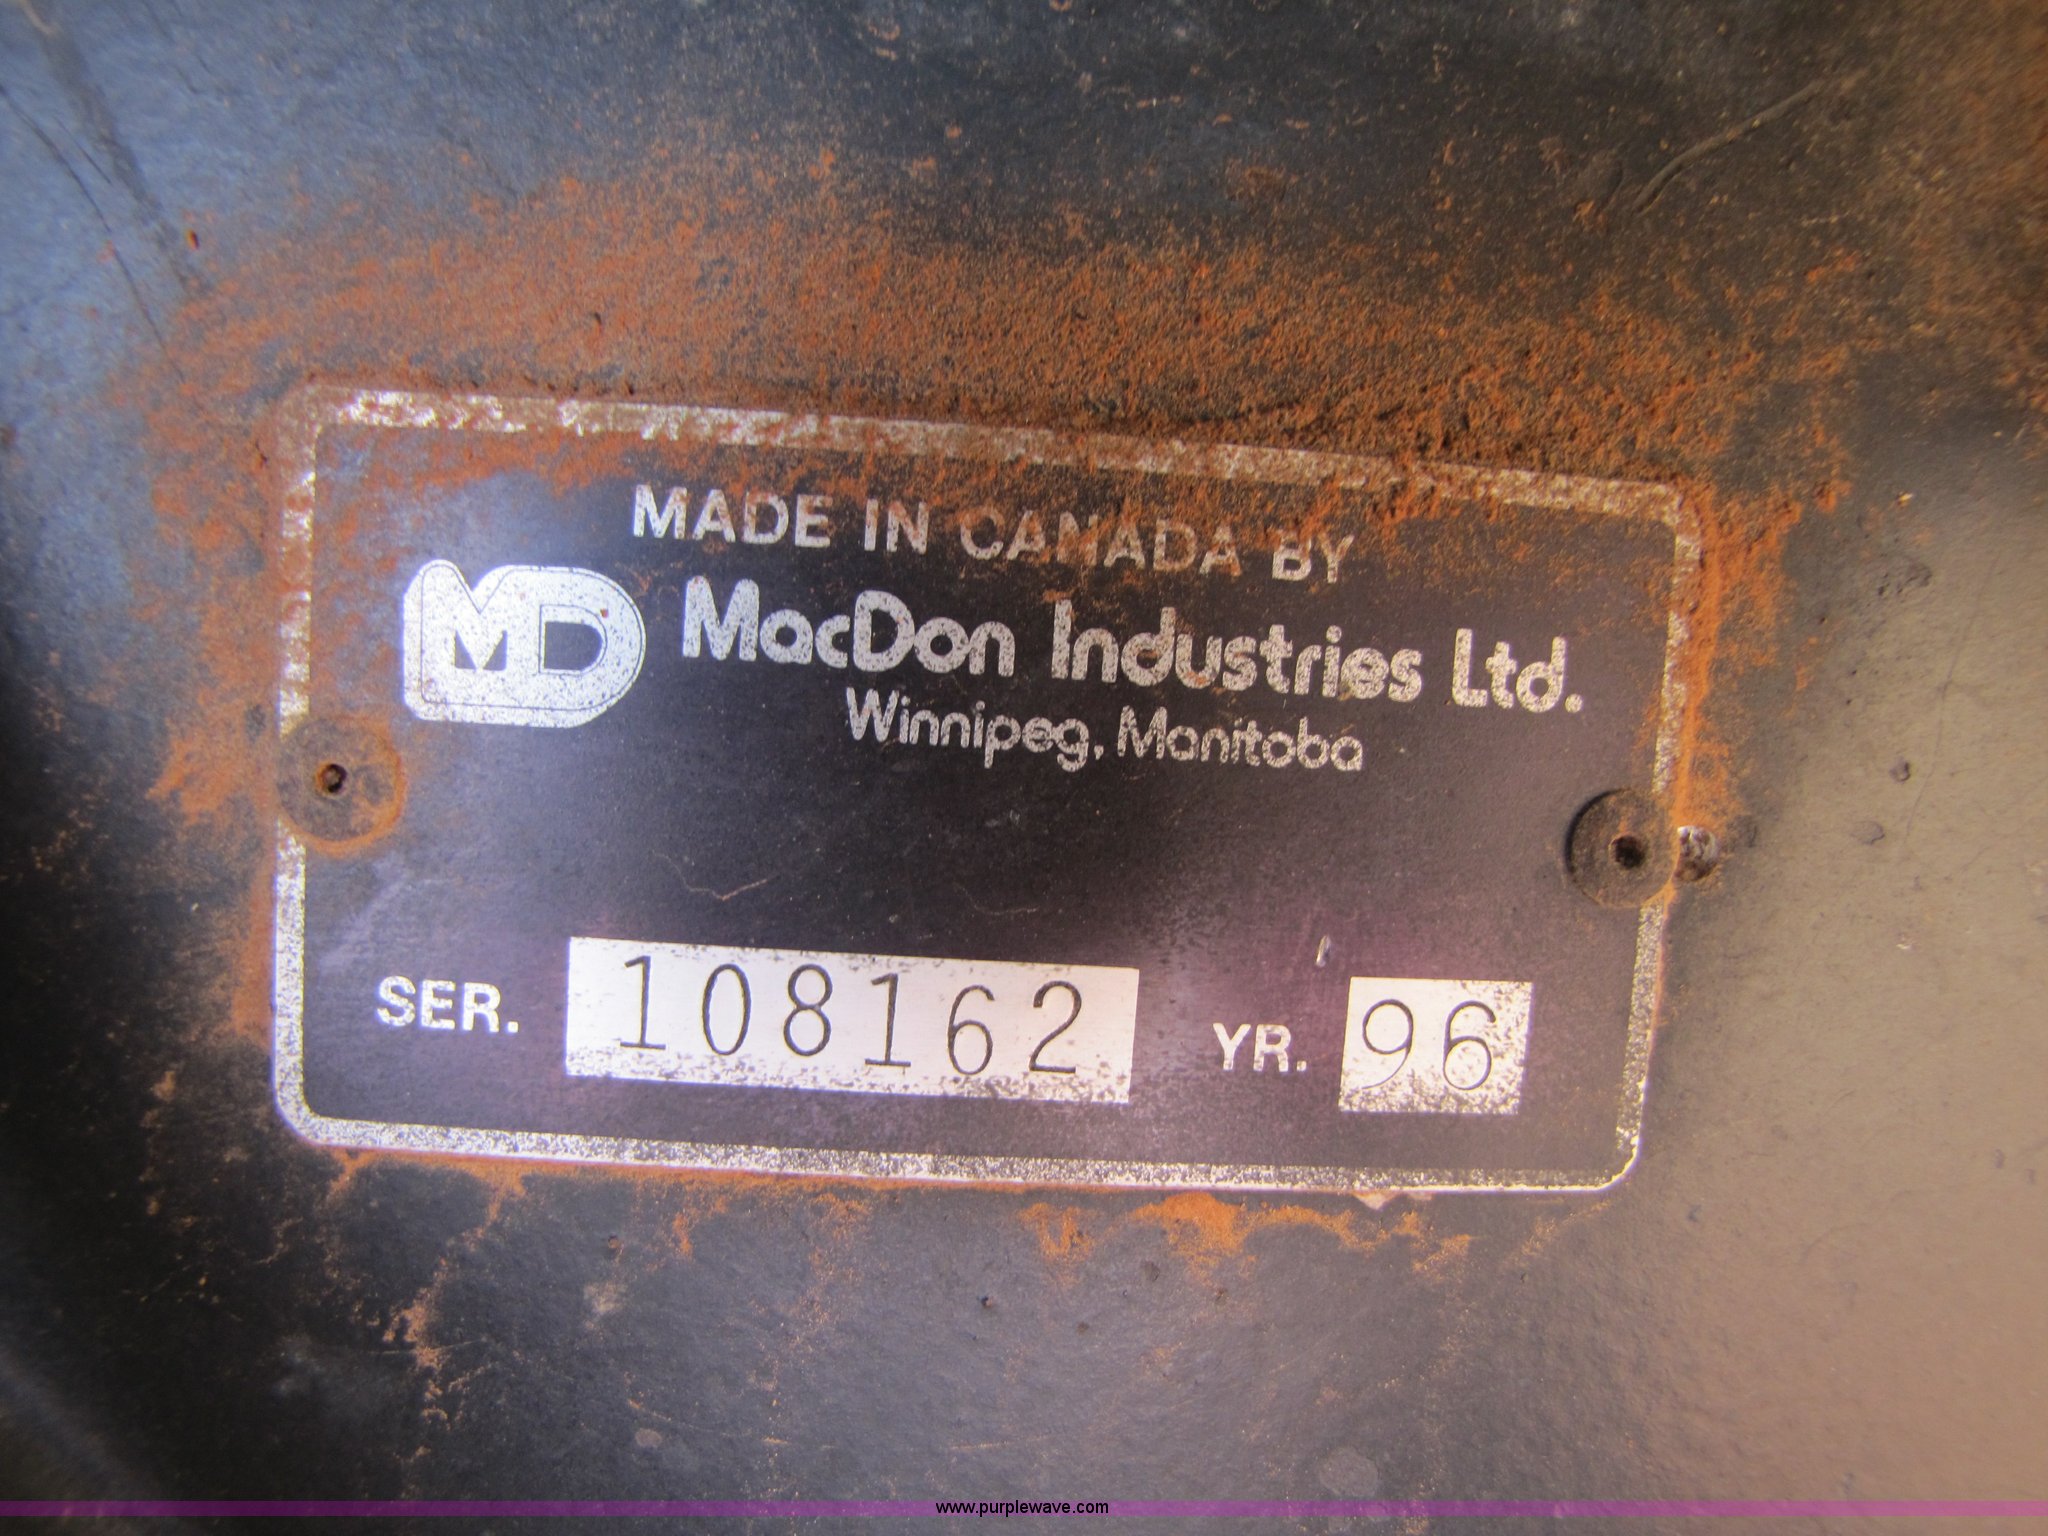 MADE IN CANADA BY
MD MacDon Industries Ltd.
Winnipeg, Manitoba
SER. 108162 YR. 96
www.purplewave.com